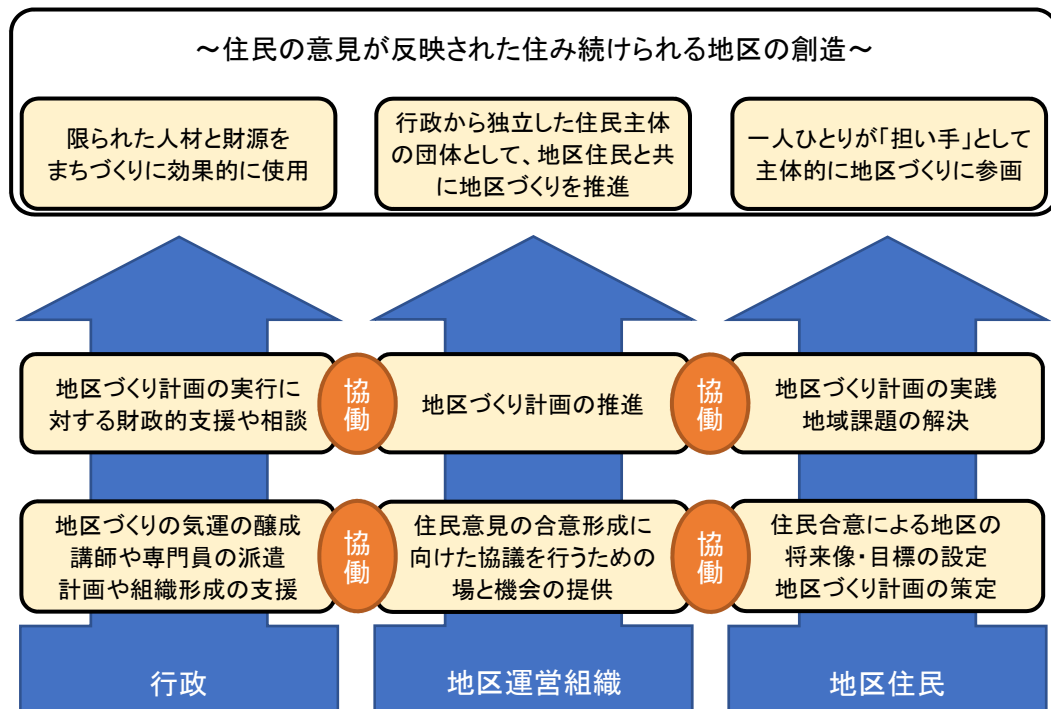 ～住民の意見が反映された住み続けられる地区の創造～
限られた人材と財源を
まちづくりに効果的に使用
行政から独立した住民主体
の団体として、地区住民と共
に地区づくりを推進
一人ひとりが「担い手」として
主体的に地区づくりに参画
地区づくり計画の実行に
対する財政的支援や相談
協働
地区づくり計画の推進
協働
地区づくり計画の実践
地域課題の解決
地区づくりの気運の醸成
講師や専門員の派遣
計画や組織形成の支援
協働
住民意見の合意形成に
向けた協議を行うための
場と機会の提供
協働
住民合意による地区の
将来像・目標の設定
地区づくり計画の策定
行政
地区運営組織
地区住民